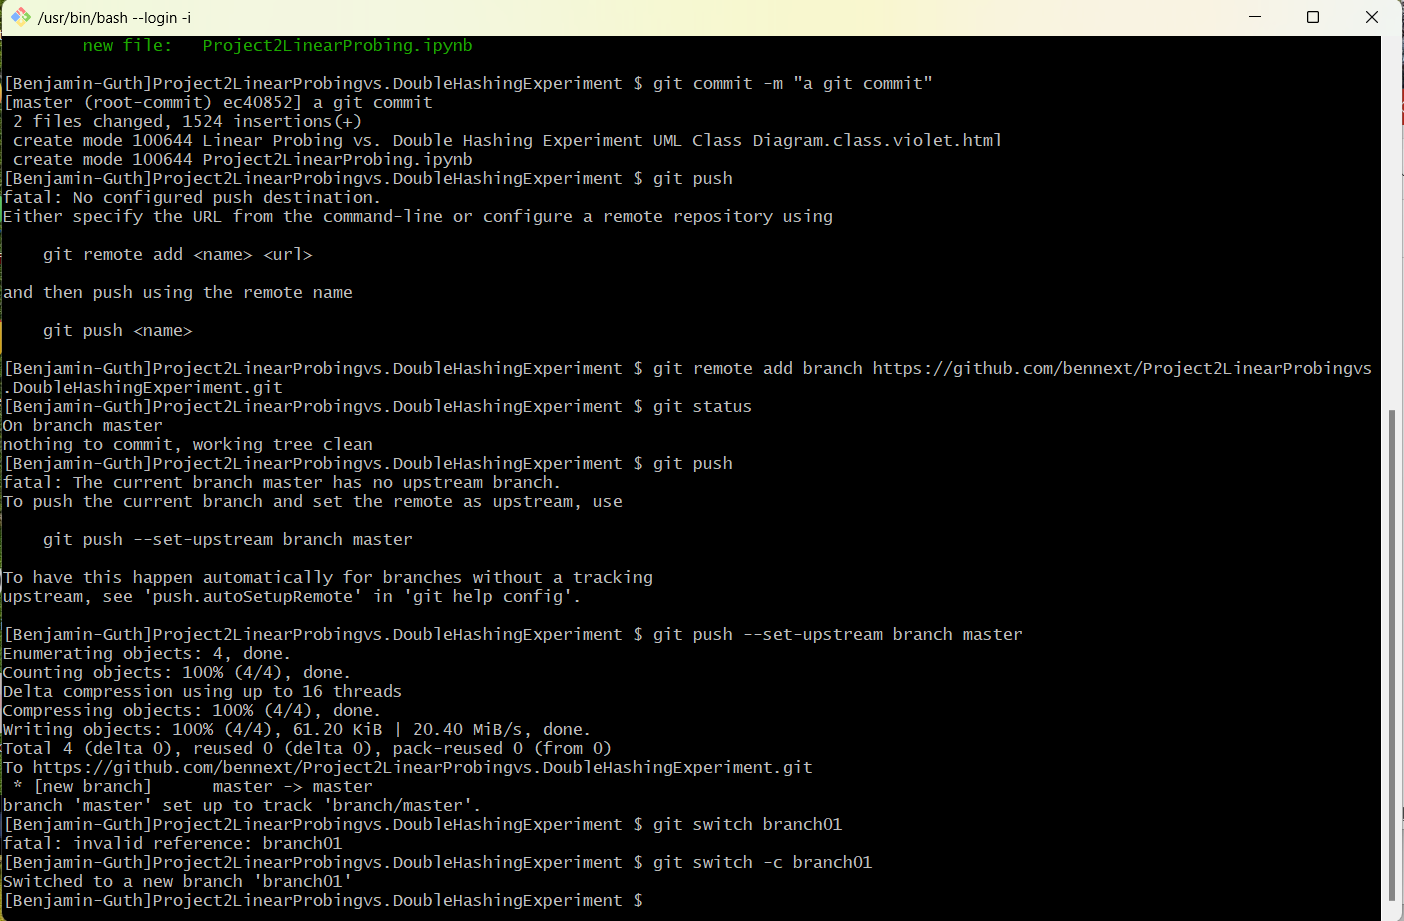 /usr/bin/bash --login -i
new file:   Project2LinearProbing.ipynb
[Benjamin-Guth]Project2LinearProbingvs.DoubleHashingExperiment $ git commit -m "a git commit"
[master (root-commit) ec40852] a git commit
 2 files changed, 1524 insertions(+)
 create mode 100644 Linear Probing vs. Double Hashing Experiment UML Class Diagram.class.violet.html
 create mode 100644 Project2LinearProbing.ipynb
[Benjamin-Guth]Project2LinearProbingvs.DoubleHashingExperiment $ git push
fatal: No configured push destination.
Either specify the URL from the command-line or configure a remote repository using
    git remote add <name> <url>
and then push using the remote name
    git push <name>
[Benjamin-Guth]Project2LinearProbingvs.DoubleHashingExperiment $ git remote add branch https://github.com/bennext/Project2LinearProbingvs
.DoubleHashingExperiment.git
[Benjamin-Guth]Project2LinearProbingvs.DoubleHashingExperiment $ git status
On branch master
nothing to commit, working tree clean
[Benjamin-Guth]Project2LinearProbingvs.DoubleHashingExperiment $ git push
fatal: The current branch master has no upstream branch.
To push the current branch and set the remote as upstream, use
    git push --set-upstream branch master
To have this happen automatically for branches without a tracking
upstream, see 'push.autoSetupRemote' in 'git help config'.
[Benjamin-Guth]Project2LinearProbingvs.DoubleHashingExperiment $ git push --set-upstream branch master
Enumerating objects: 4, done.
Counting objects: 100% (4/4), done.
Delta compression using up to 16 threads
Compressing objects: 100% (4/4), done.
Writing objects: 100% (4/4), 61.20 KiB | 20.40 MiB/s, done.
Total 4 (delta 0), reused 0 (delta 0), pack-reused 0 (from 0)
To https://github.com/bennext/Project2LinearProbingvs.DoubleHashingExperiment.git
 * [new branch]      master -> master
branch 'master' set up to track 'branch/master'.
[Benjamin-Guth]Project2LinearProbingvs.DoubleHashingExperiment $ git switch branch01
fatal: invalid reference: branch01
[Benjamin-Guth]Project2LinearProbingvs.DoubleHashingExperiment $ git switch -c branch01
Switched to a new branch 'branch01'
[Benjamin-Guth]Project2LinearProbingvs.DoubleHashingExperiment $